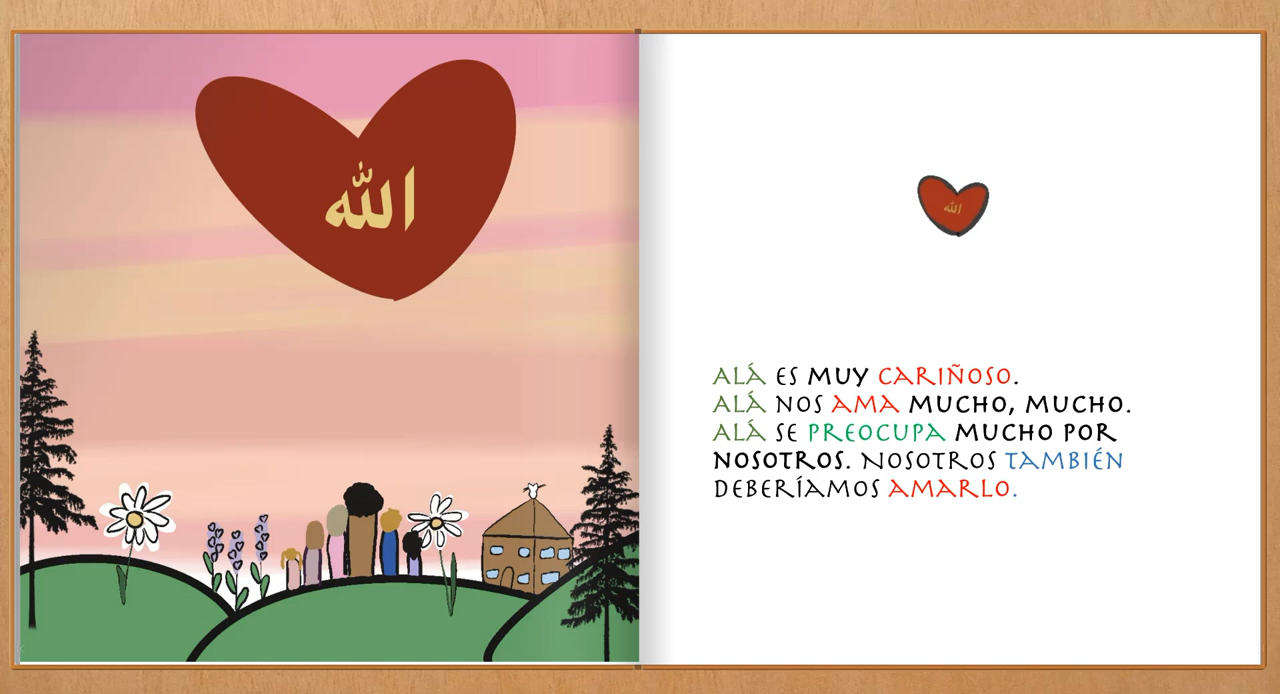 الله
الله
ALÁ ES MUY CARIÑOSO.
ALÁ NOS AMA MUCHO, MUCHO.
ALÁ SE PREOCUPA MUCHO POR
NOSOTROS. NOSOTROS TAMBIÉN
DEBERÍAMOS AMARLO.